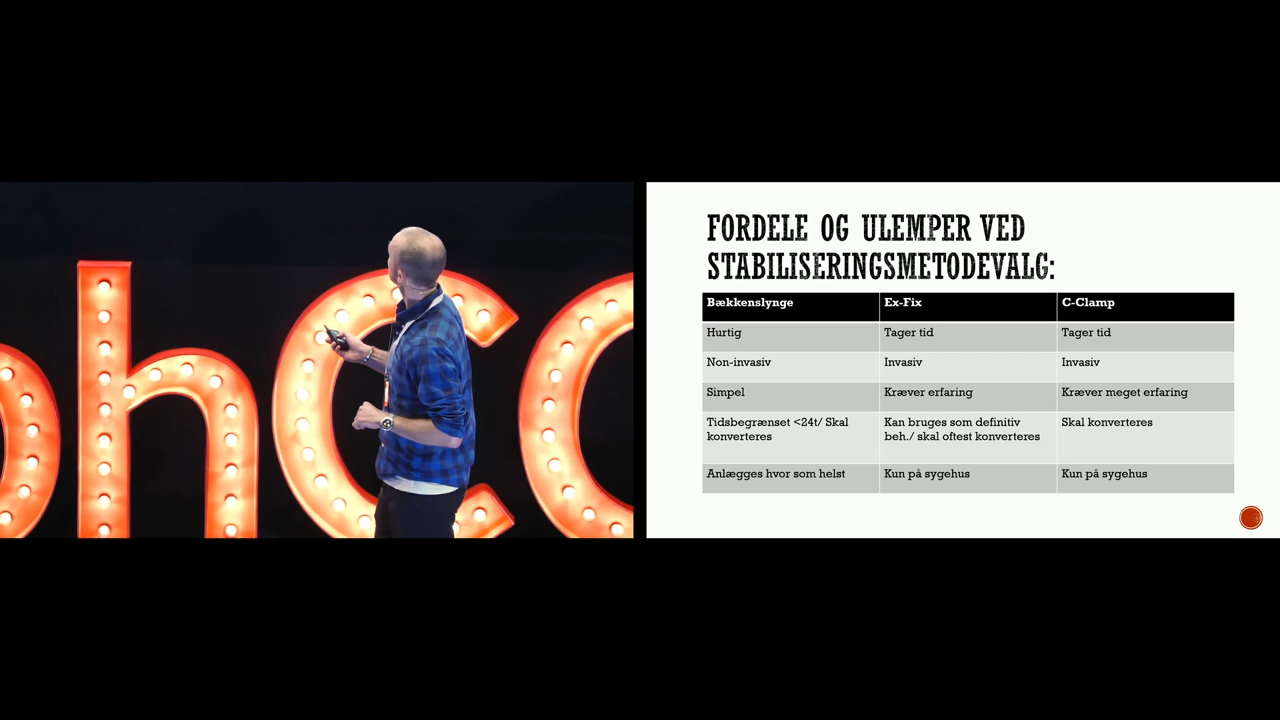 ohCo
FORDELE OG ULEMPER VED
STABILISERINGSMETODEVALG:
Bækkenslynge Ex-Fix C-Clamp
Hurtig Tager tid Tager tid
Non-invasiv Invasiv Invasiv
Simpel Kræver erfaring Kræver meget erfaring
Tidsbegrænset <24t/ Skal
konverteres
Kan bruges som definitiv
beh./ skal oftest konverteres
Skal konverteres
Anlægges hvor som helst Kun på sygehus Kun på sygehus